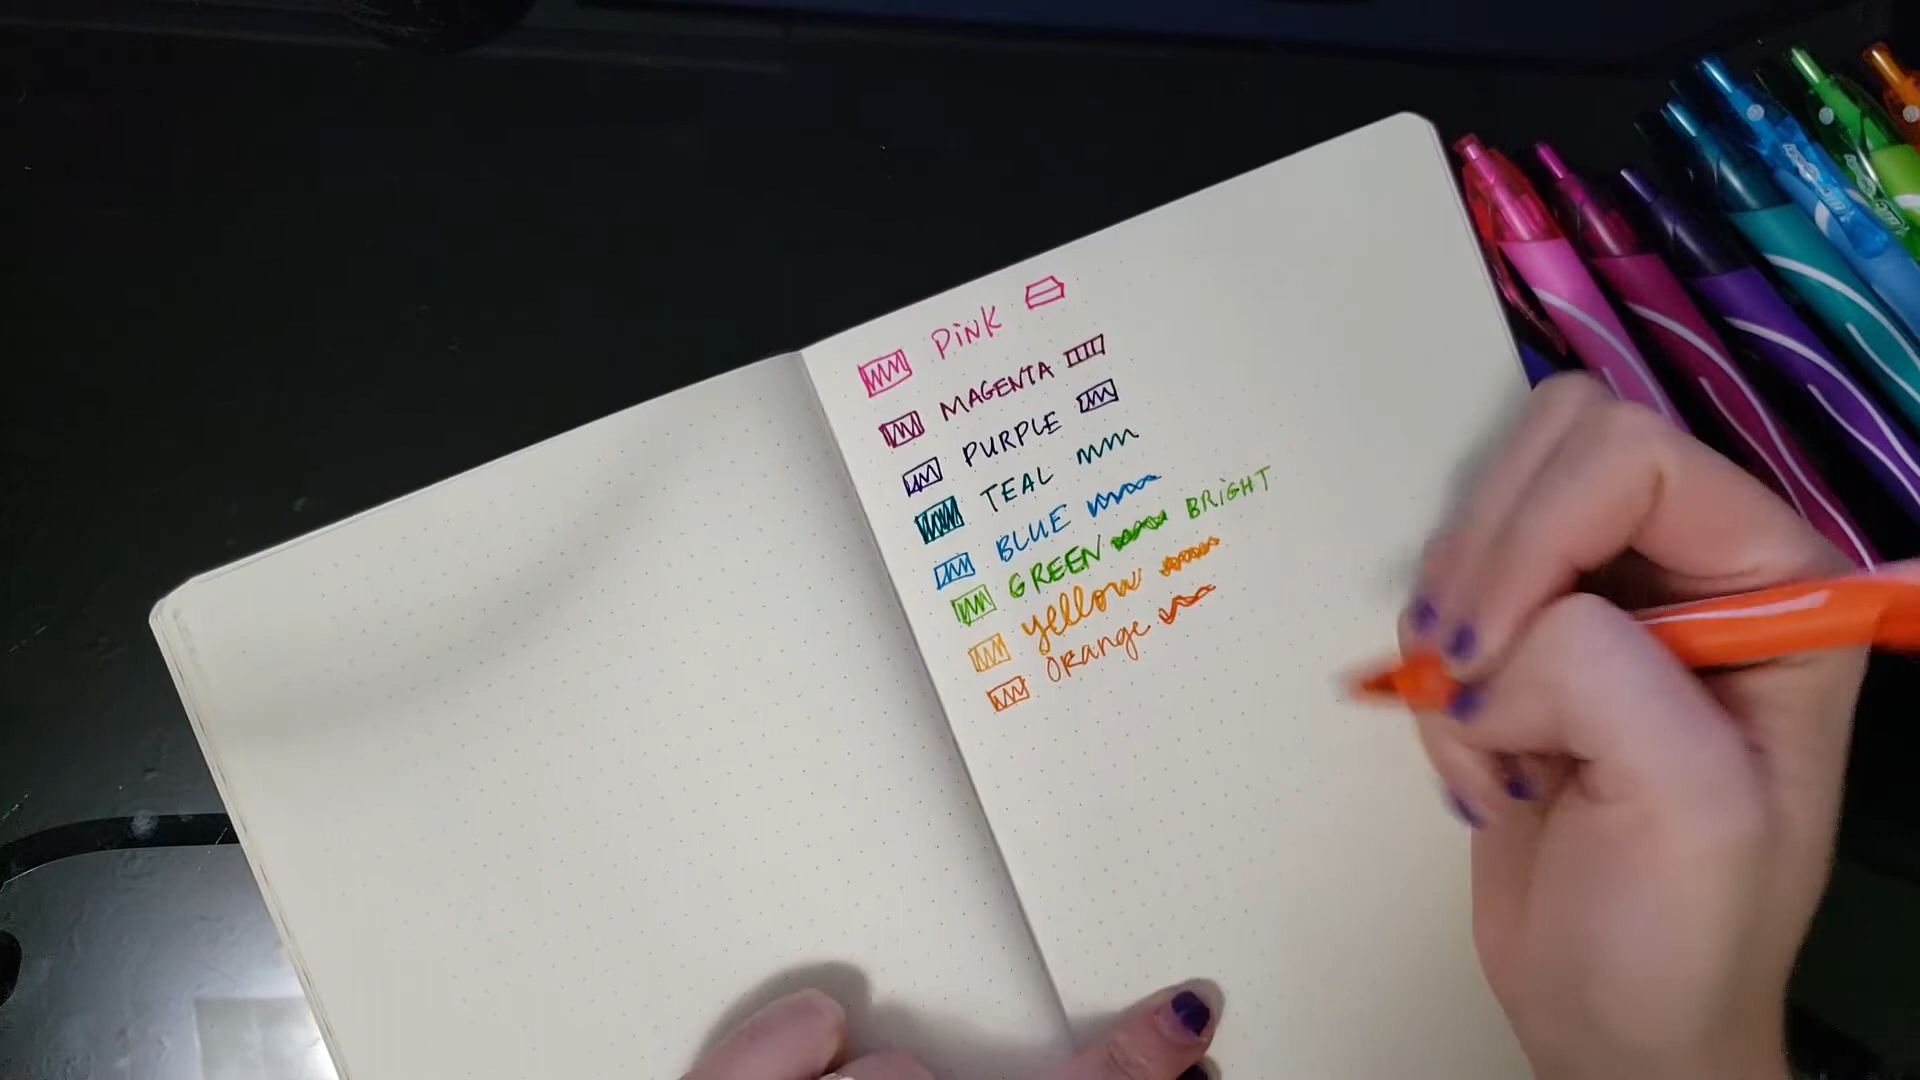 PiNK
MAGENTA
PURPLE
TEAL
BLUE
GREEN BRiGHT
yellow
ORange